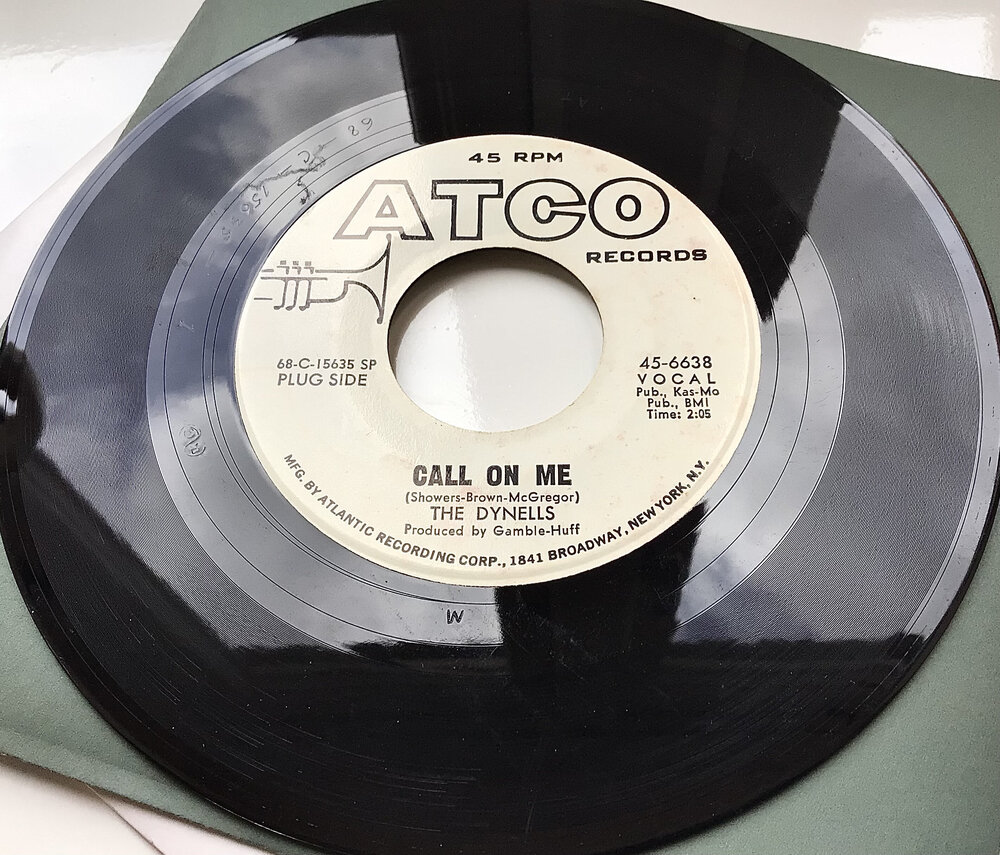 45 RPM
ATCO
RECORDS
68-C-15635 SP
PLUG SIDE
45-6638
VOCAL
Pub., Kas-Mo
Pub., BMI
Time: 2:05
CALL ON ME
(Showers-Brown-McGregor)
THE DYNELLS
Produced by Gamble-Huff
MFG. BY ATLANTIC RECORDING CORP., 1841 BROADWAY, NEW YORK, N.Y.
W
68